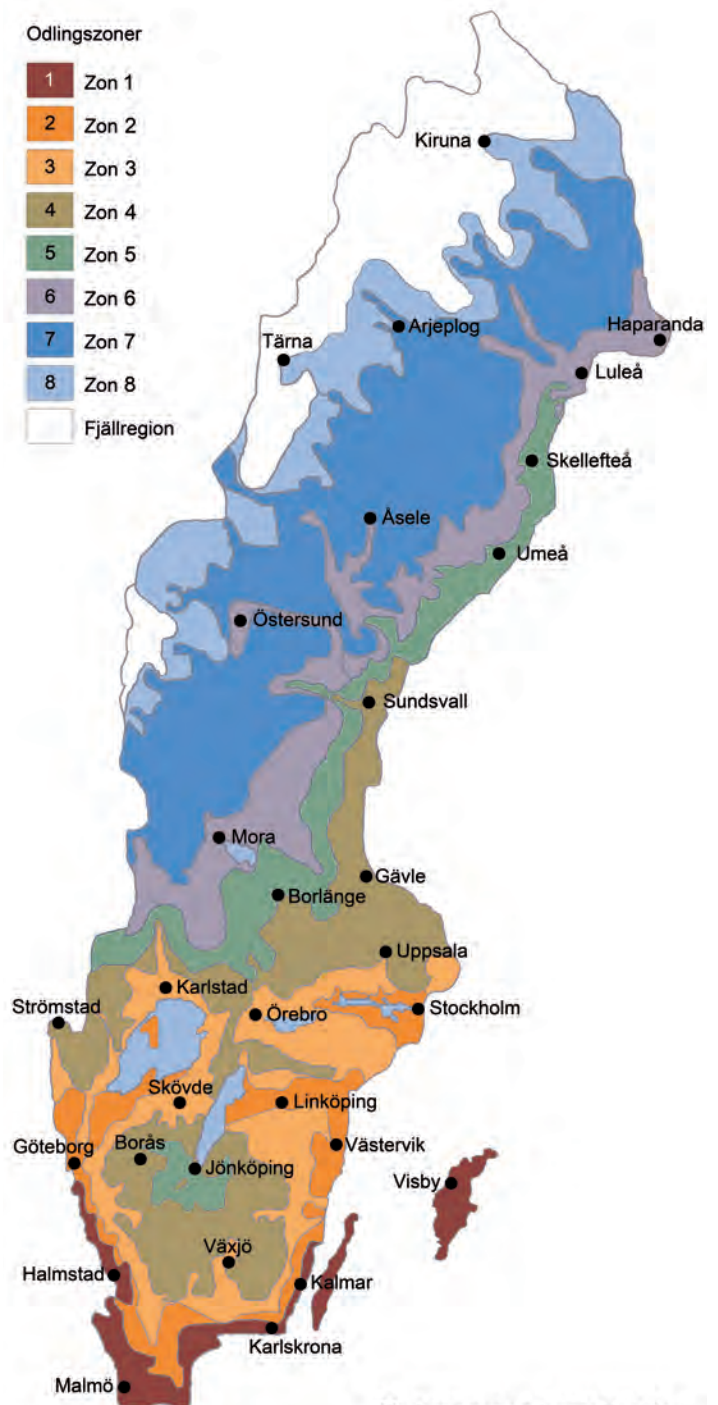 Odlingszoner
1 Zon 1
2 Zon 2
3 Zon 3
4 Zon 4
5 Zon 5
6 Zon 6
7 Zon 7
8 Zon 8
Fjällregion
Kiruna
Arjeplog
Haparanda
Tärna
Luleå
Skellefteå
Åsele
Umeå
Östersund
Sundsvall
Mora
Gävle
Borlänge
Uppsala
Karlstad
Strömstad
Örebro
Stockholm
Skövde
Linköping
Göteborg
Borås
Västervik
Jönköping
Visby
Växjö
Halmstad
Kalmar
Karlskrona
Malmö